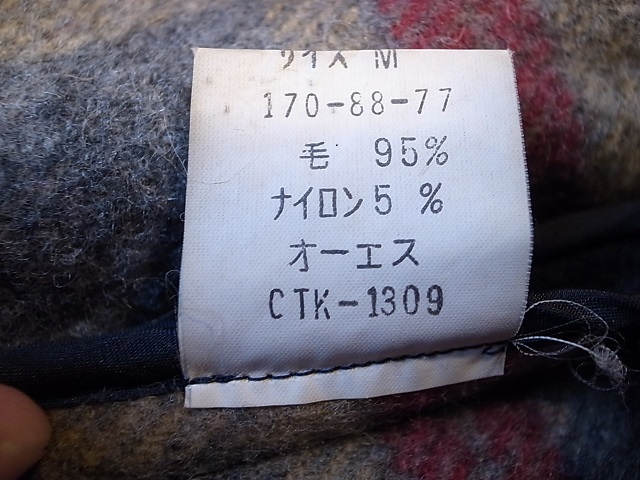 サイズ M
170-88-77
毛 95%
ナイロン5 %
オーエス
CTK-1309